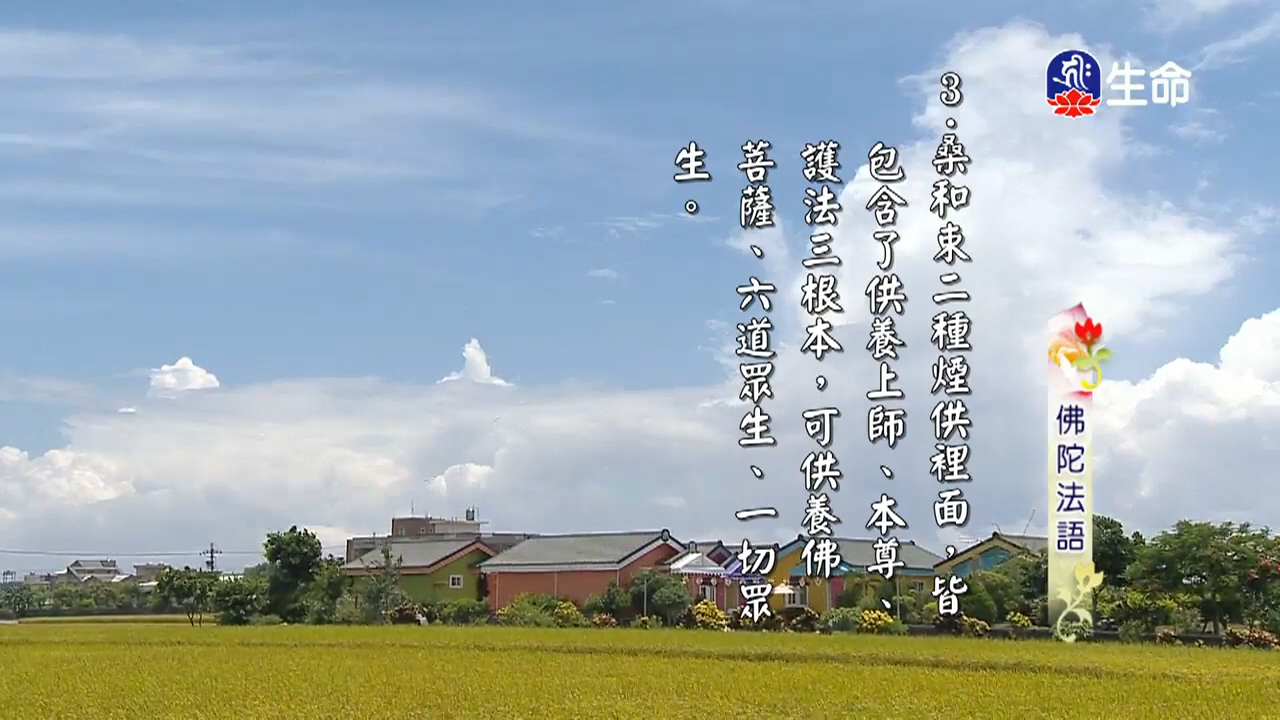 生命
3.桑和束二種煙供裡面，皆
包含了供養上師、本尊、
護法三根本，可供養佛
菩薩、六道眾生、一切眾
生。
佛陀法語